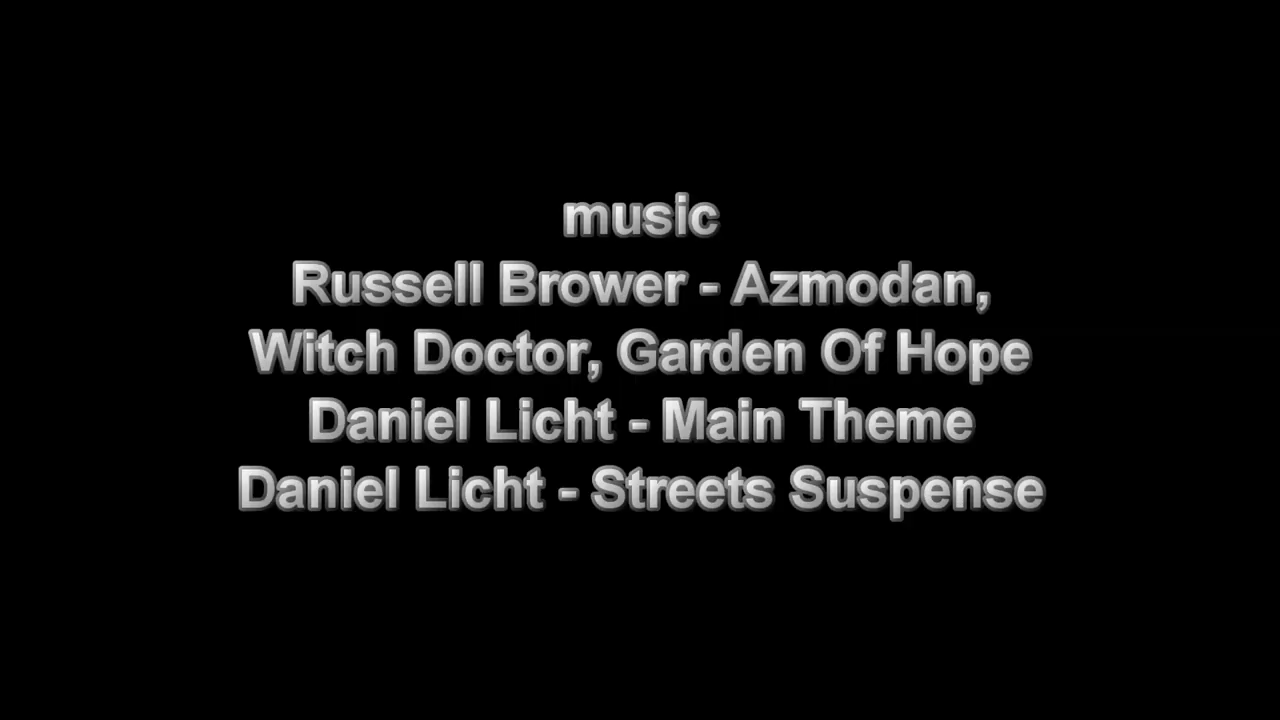 music
Russell Brower - Azmodan,
Witch Doctor, Garden Of Hope
Daniel Licht - Main Theme
Daniel Licht - Streets Suspense